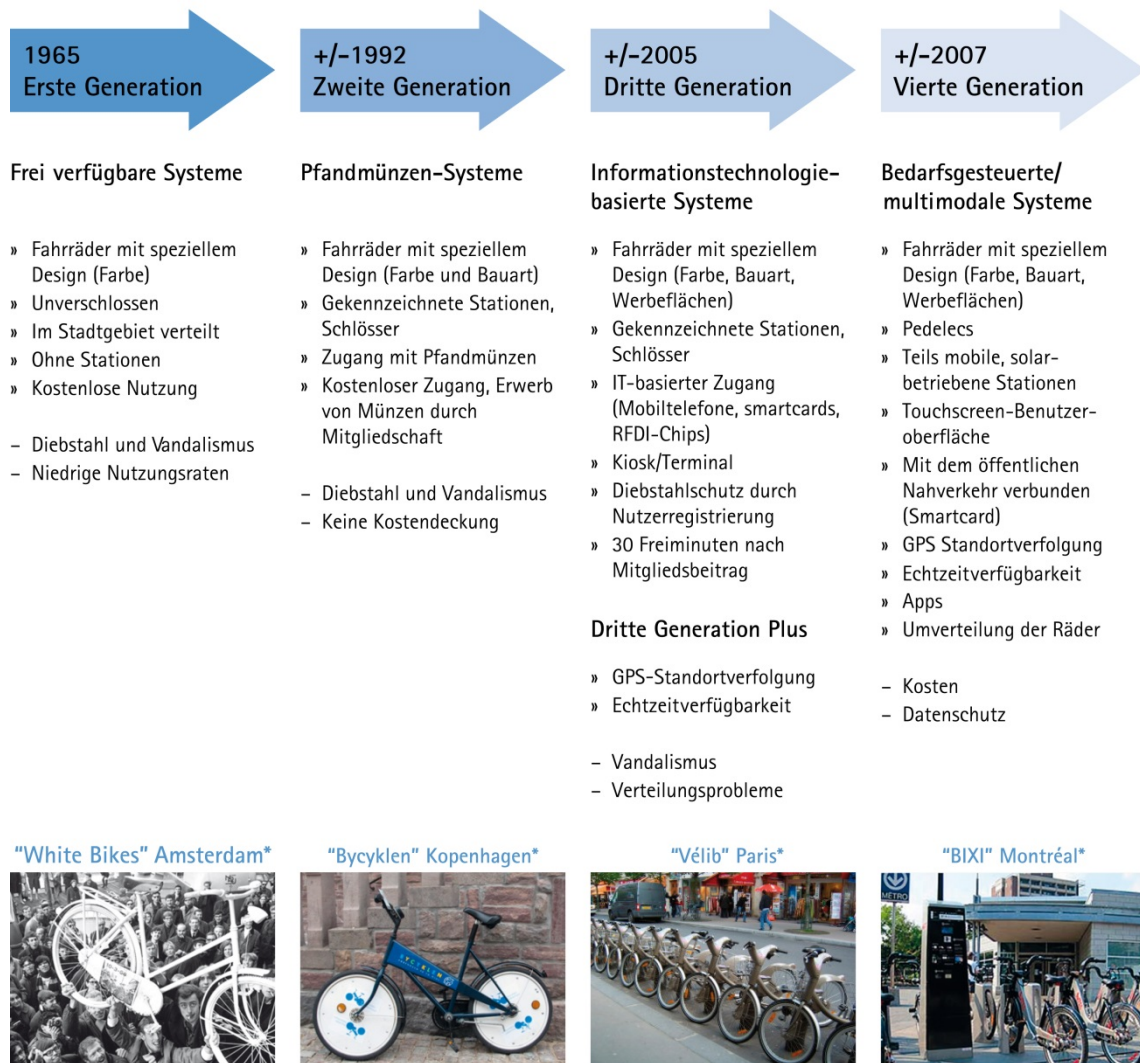 1965
Erste Generation
Frei verfügbare Systeme
» Fahrräder mit speziellem
Design (Farbe)
» Unverschlossen
» Im Stadtgebiet verteilt
» Ohne Stationen
» Kostenlose Nutzung
– Diebstahl und Vandalismus
– Niedrige Nutzungsraten
"White Bikes" Amsterdam*
+/-1992
Zweite Generation
Pfandmünzen-Systeme
» Fahrräder mit speziellem
Design (Farbe und Bauart)
» Gekennzeichnete Stationen,
Schlösser
» Zugang mit Pfandmünzen
» Kostenloser Zugang, Erwerb
von Münzen durch
Mitgliedschaft
– Diebstahl und Vandalismus
– Keine Kostendeckung
"Bycyklen" Kopenhagen*
+/-2005
Dritte Generation
Informationstechnologie-
basierte Systeme
» Fahrräder mit speziellem
Design (Farbe, Bauart,
Werbeflächen)
» Gekennzeichnete Stationen,
Schlösser
» IT-basierter Zugang
(Mobiltelefone, smartcards,
RFDI-Chips)
» Kiosk/Terminal
» Diebstahlschutz durch
Nutzerregistrierung
» 30 Freiminuten nach
Mitgliedsbeitrag
Dritte Generation Plus
» GPS-Standortverfolgung
» Echtzeitverfügbarkeit
– Vandalismus
– Verteilungsprobleme
"Vélib" Paris*
+/-2007
Vierte Generation
Bedarfsgesteuerte/
multimodale Systeme
» Fahrräder mit speziellem
Design (Farbe, Bauart,
Werbeflächen)
» Pedelecs
» Teils mobile, solar-
betriebene Stationen
» Touchscreen-Benutzer-
oberfläche
» Mit dem öffentlichen
Nahverkehr verbunden
(Smartcard)
» GPS Standortverfolgung
» Echtzeitverfügbarkeit
» Apps
» Umverteilung der Räder
– Kosten
– Datenschutz
"BIXI" Montréal*
MÉTRO